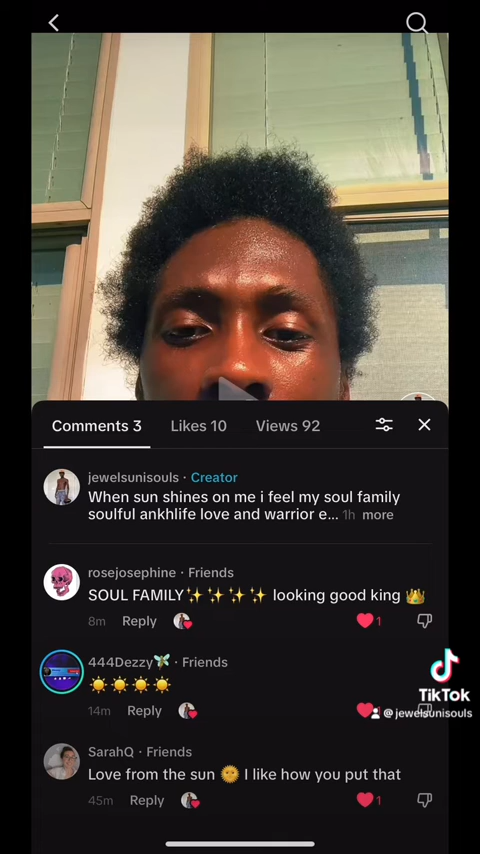 Comments 3 Likes 10 Views 92
jewelsunisouls · Creator
When sun shines on me i feel my soul family
soulful ankhlife love and warrior e... 1h more
rosejosephine · Friends
SOUL FAMILY✨✨✨✨ looking good king 👑
8m Reply 1
444Dezzy🧚 · Friends
☀️☀️☀️☀️
14m Reply
TikTok
@jewelsunisouls
SarahQ · Friends
Love from the sun 🌞 I like how you put that
45m Reply 1